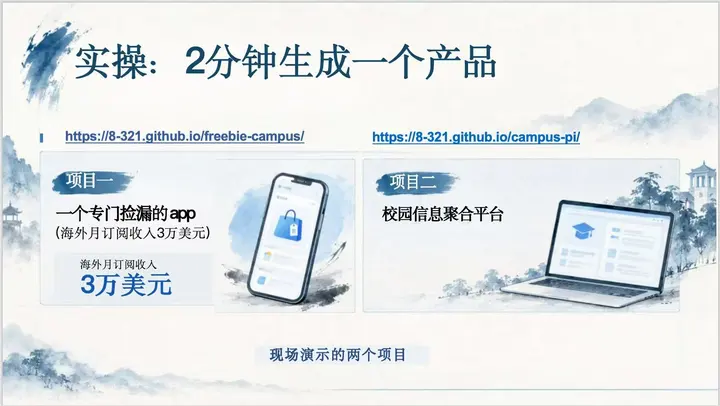 实操：2分钟生成一个产品
https://8-321.github.io/freebie-campus/
https://8-321.github.io/campus-pi/
项目一
一个专门捡漏的app
(海外月订阅收入3万美元)
海外月订阅收入
3万美元
项目二
校园信息聚合平台
现场演示的两个项目